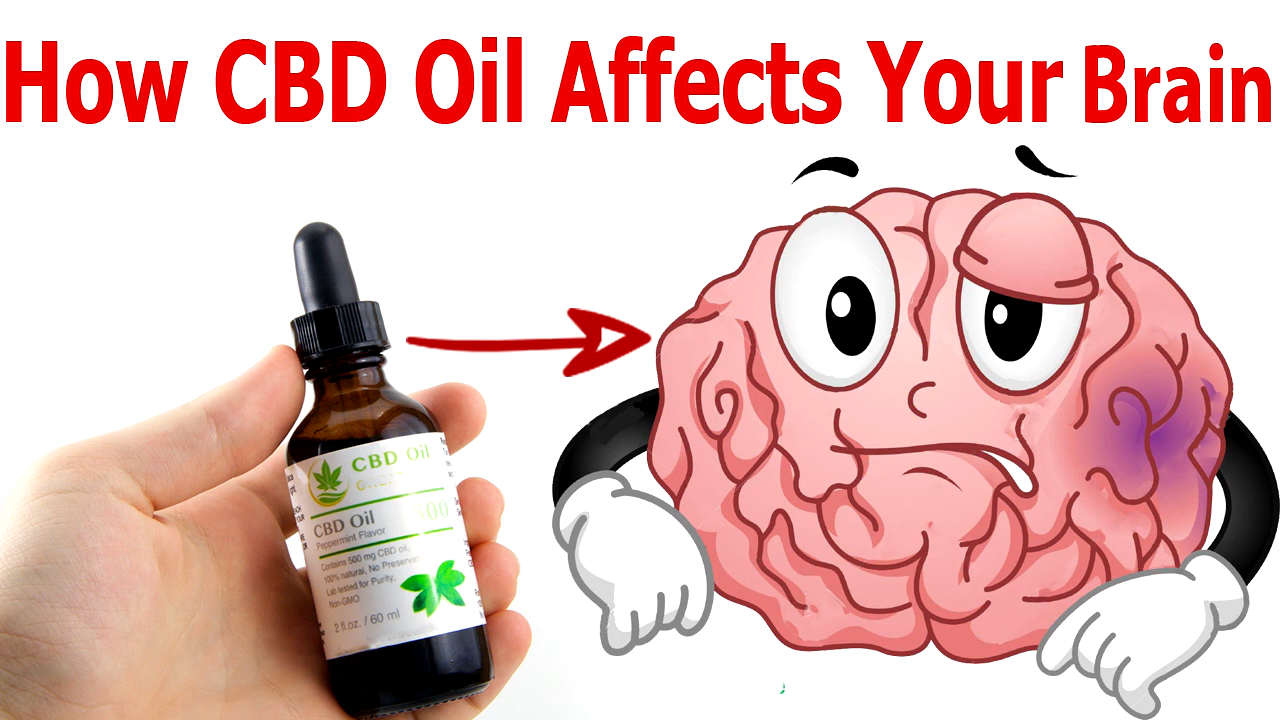 How CBD Oil Affects Your Brain
CBD Oil
CBD Oil
Peppermint Flavor
Contains 500 mg CBD oil,
100% natural, No Preserva
Lab tested for Purity,
Non-GMO
2 fl.oz. / 60 ml